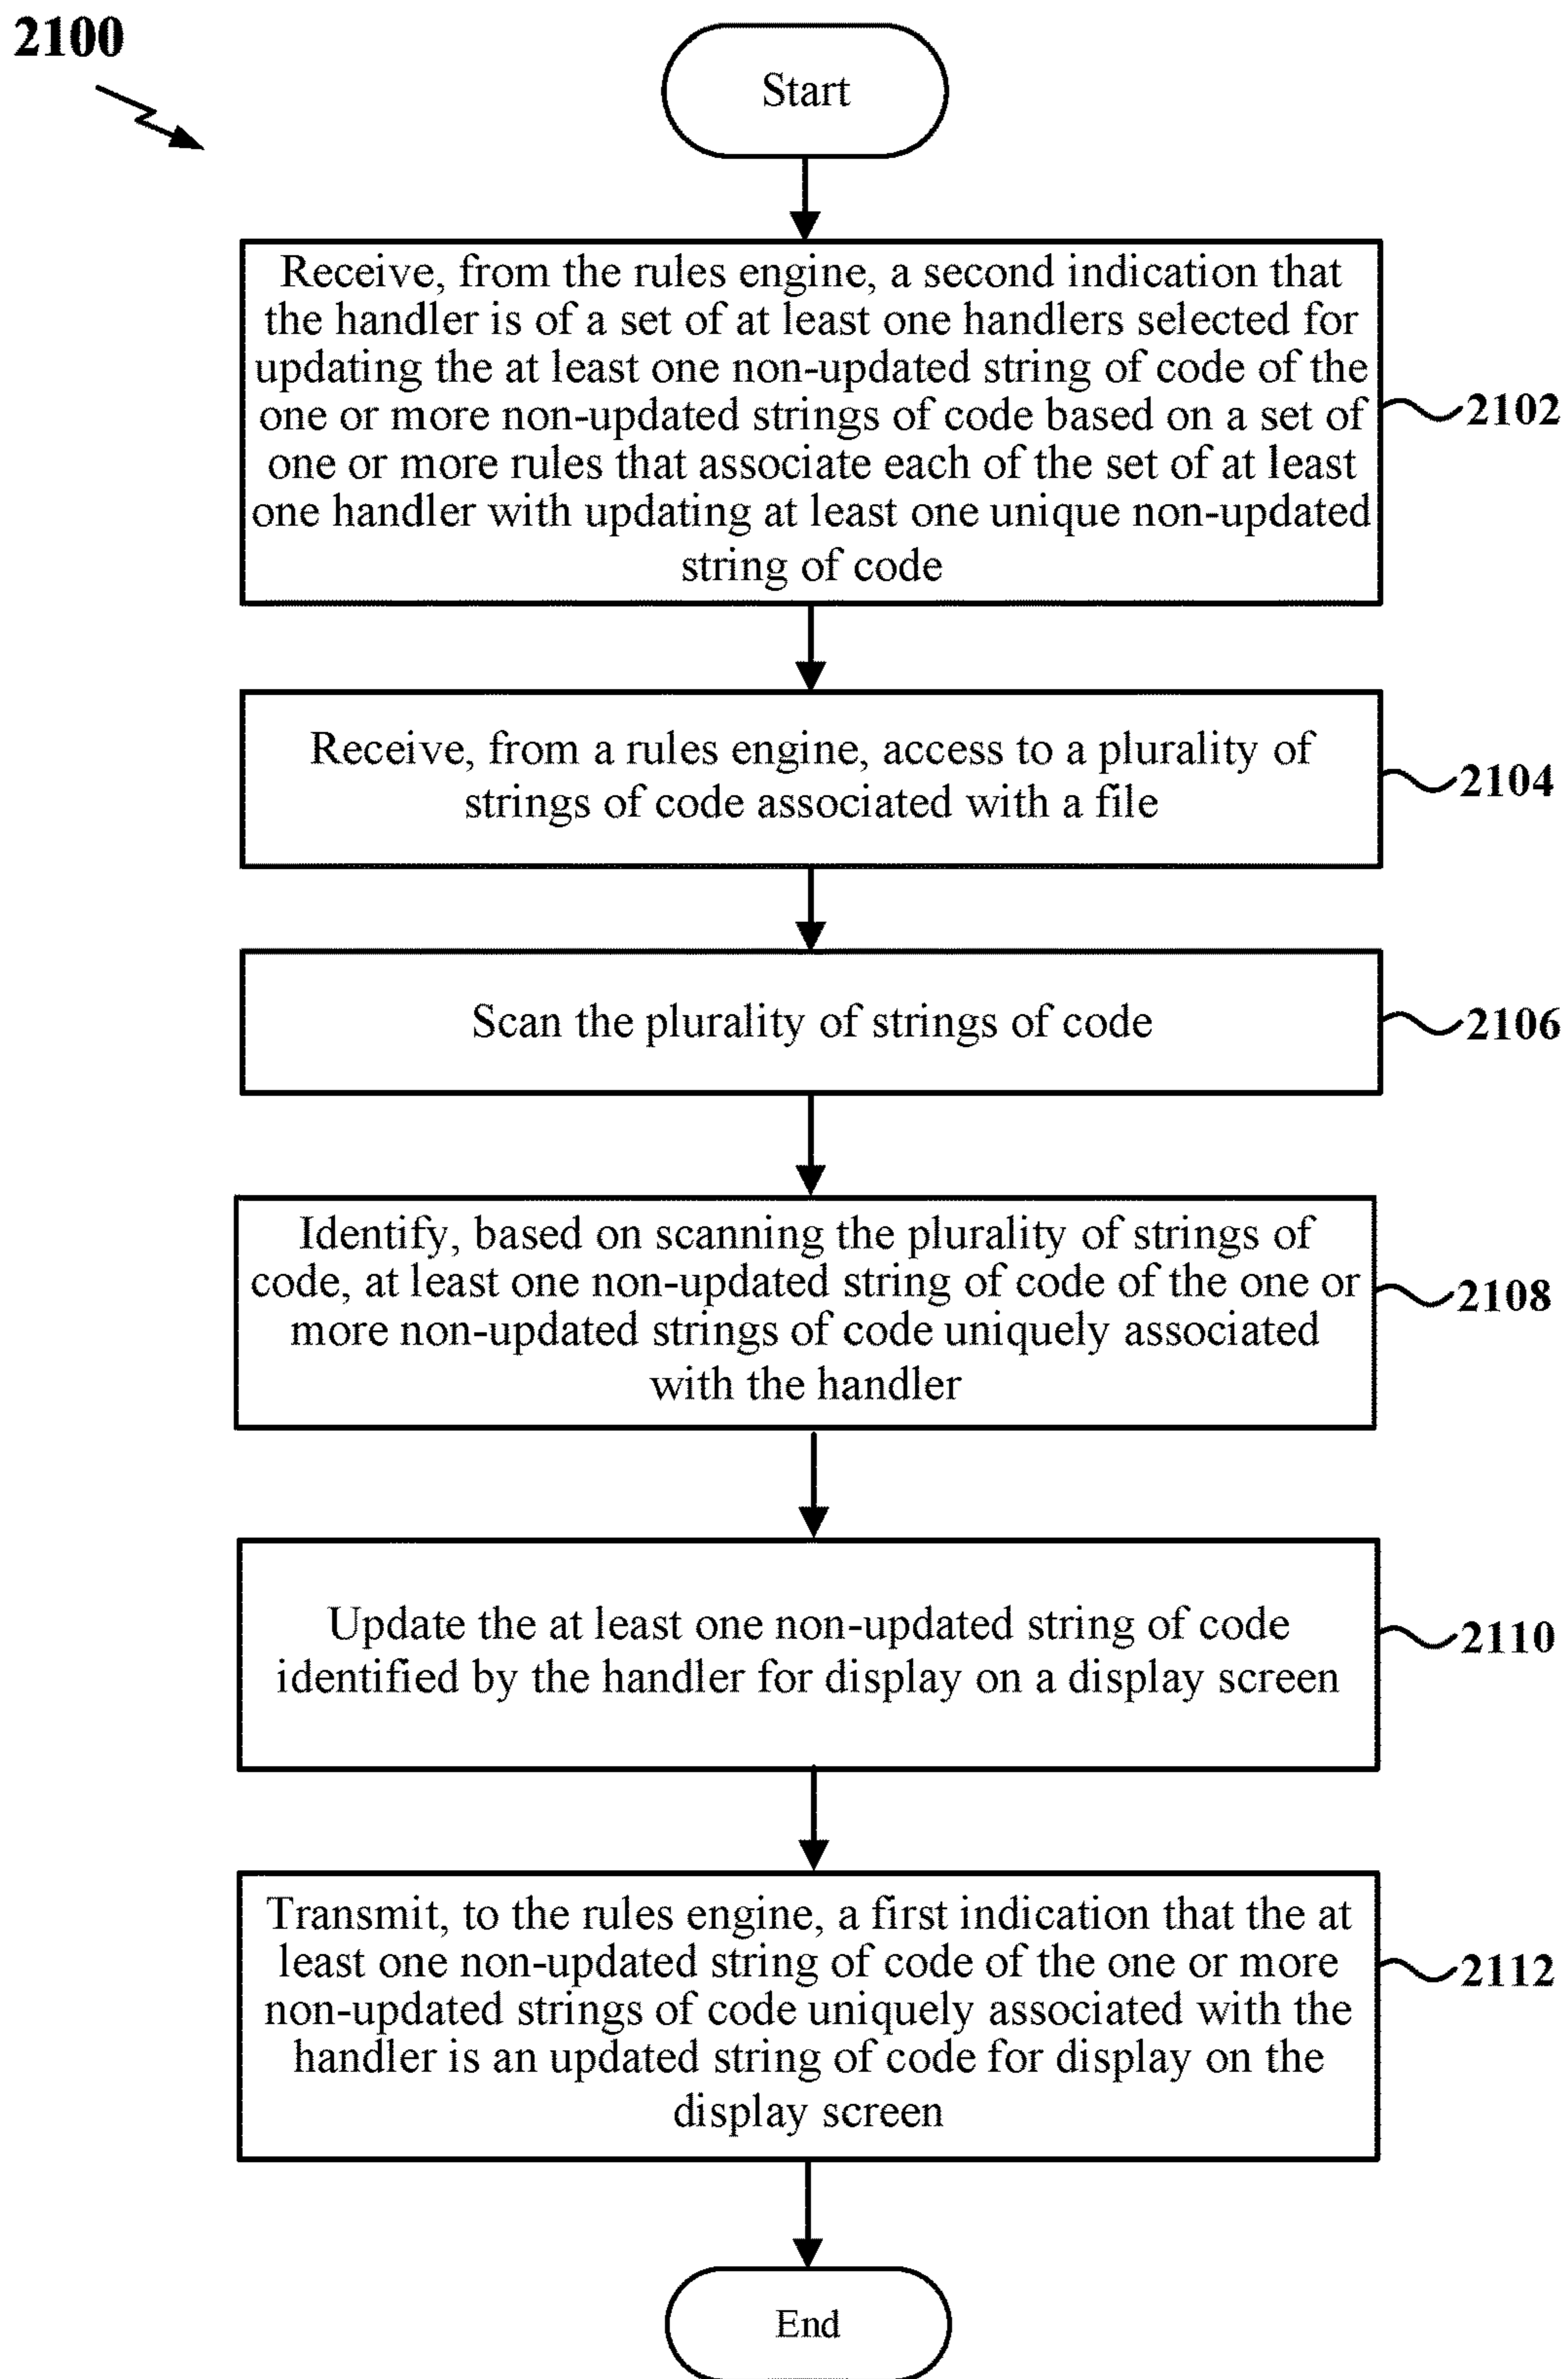 2100
Start
Receive, from the rules engine, a second indication that
the handler is of a set of at least one handlers selected for
updating the at least one non-updated string of code of the
one or more non-updated strings of code based on a set of
one or more rules that associate each of the set of at least
one handler with updating at least one unique non-updated
string of code
2102
Receive, from a rules engine, access to a plurality of
strings of code associated with a file
2104
Scan the plurality of strings of code
2106
Identify, based on scanning the plurality of strings of
code, at least one non-updated string of code of the one or
more non-updated strings of code uniquely associated
with the handler
2108
Update the at least one non-updated string of code
identified by the handler for display on a display screen
2110
Transmit, to the rules engine, a first indication that the at
least one non-updated string of code of the one or more
non-updated strings of code uniquely associated with the
handler is an updated string of code for display on the
display screen
2112
End